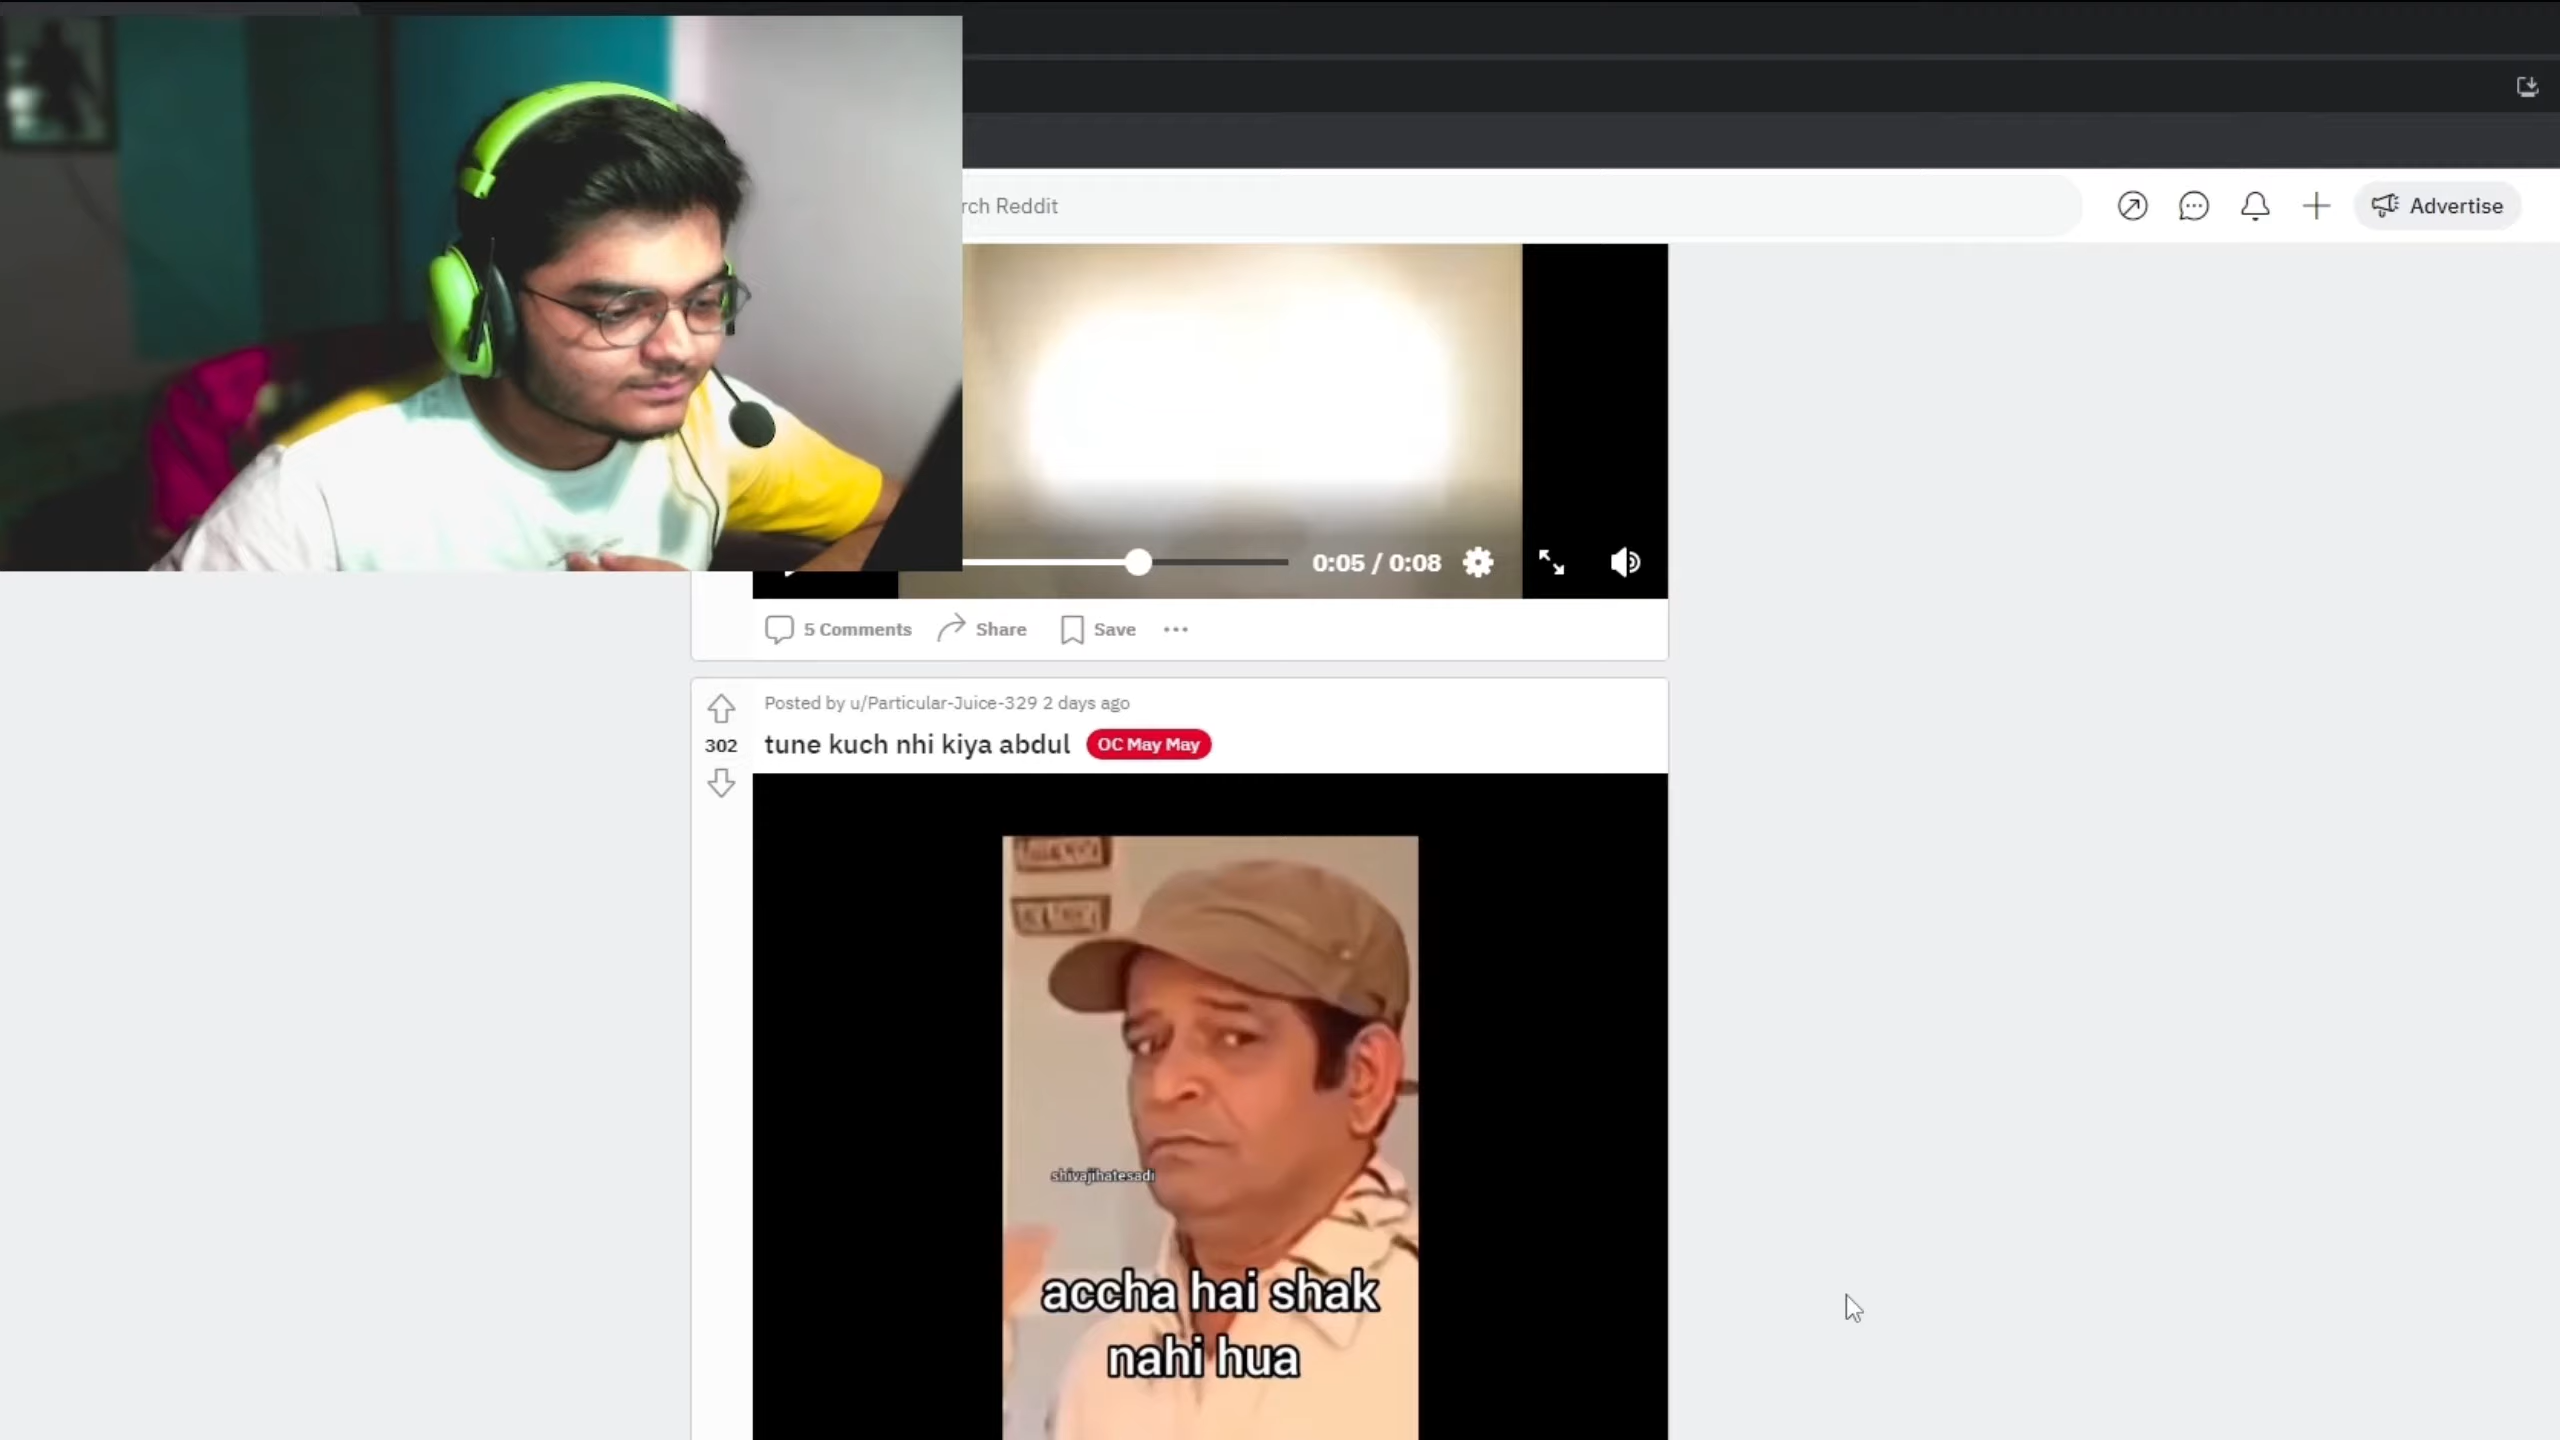 rch Reddit
Advertise
0:05 / 0:08
5 Comments
Share
Save
Posted by u/Particular-Juice-329 2 days ago
302
tune kuch nhi kiya abdul
OC May May
shivajihatesadi
accha hai shak
nahi hua